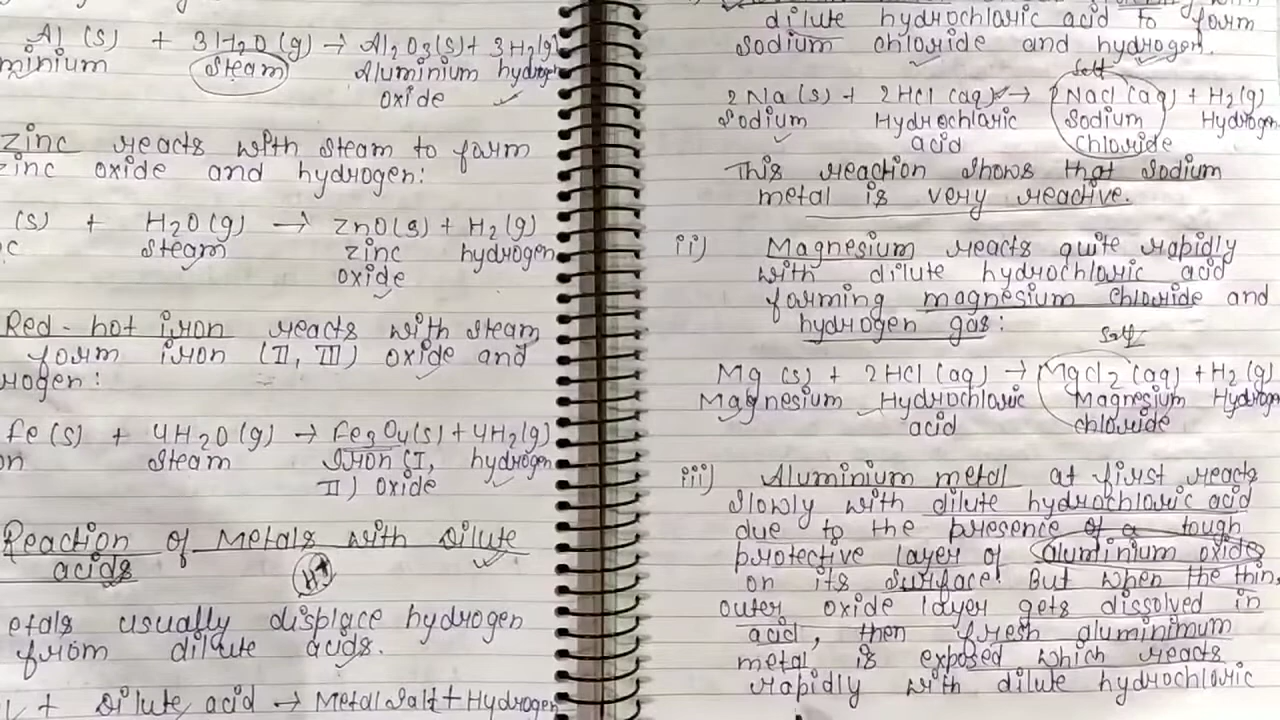 Al (s) + 3H2O(g) → Al2O3(s) + 3H2(g)
minium steam Aluminium hydrogen
oxide
zinc reacts with steam to form
zinc oxide and hydrogen:
(s) + H2O(g) → ZnO(s) + H2(g)
c steam zinc hydrogen
oxide
Red-hot iron reacts with steam
form iron (II, III) oxide and
rogen:
Fe(s) + 4H2O(g) → Fe3O4(s) + 4H2(g)
on steam Iron (I, hydrogen
II) oxide
Reaction of Metals with Dilute
acids
H+
etals usually displace hydrogen
from dilute acids.
l + Dilute acid → Metal Salt + Hydrogen
dilute hydrochloric acid to form
sodium chloride and hydrogen.
salt
2Na(s) + 2HCl(aq) → 2NaCl(aq) + H2(g)
Sodium Hydrochloric Sodium Hydrogen
acid chloride
This reaction shows that sodium
metal is very reactive.
ii) Magnesium reacts quite rapidly
with dilute hydrochloric acid
forming magnesium chloride and
hydrogen gas:
salt
Mg (s) + 2HCl (aq) → MgCl2 (aq) + H2(g)
Magnesium Hydrochloric Magnesium Hydroge
acid chloride
iii) Aluminium metal at first reacts
slowly with dilute hydrochloric acid
due to the presence of a tough
protective layer of aluminium oxide
on its surface. But when the thin,
outer oxide layer gets dissolved in
acid, then fresh aluminimum
metal is exposed which reacts
rapidly with dilute hydrochloric